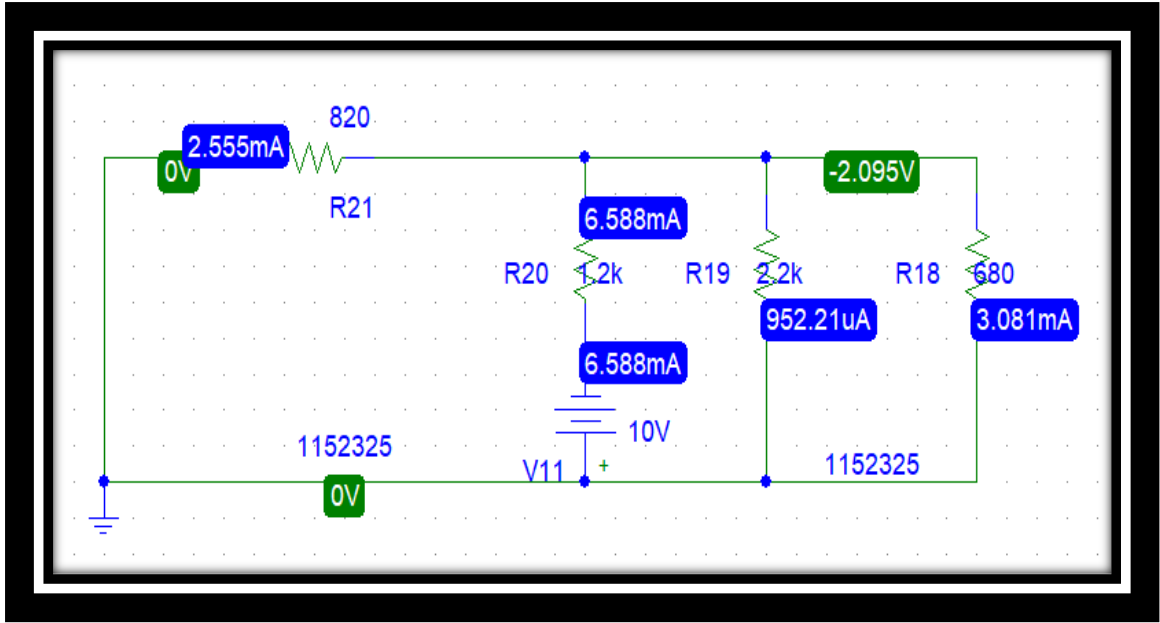 820
2.555mA
0V
-2.095V
R21
6.588mA
R20 1.2k R19 2.2k R18 680
952.21uA 3.081mA
6.588mA
10V
1152325
V11 +
1152325
0V